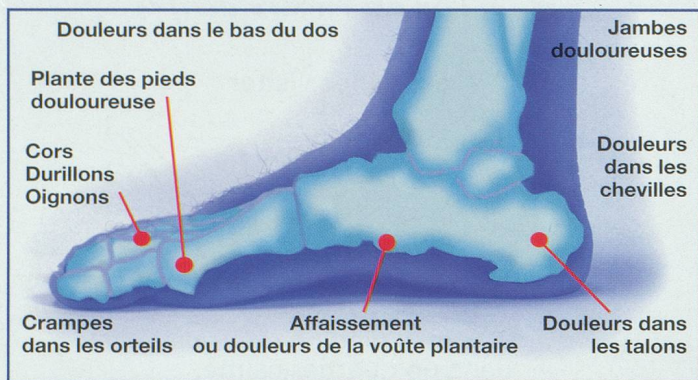 Douleurs dans le bas du dos
Jambes
douloureuses
Plante des pieds
douloureuse
Cors
Durillons
Oignons
Douleurs
dans les
chevilles
Crampes
dans les orteils
Affaissement
ou douleurs de la voûte plantaire
Douleurs dans
les talons